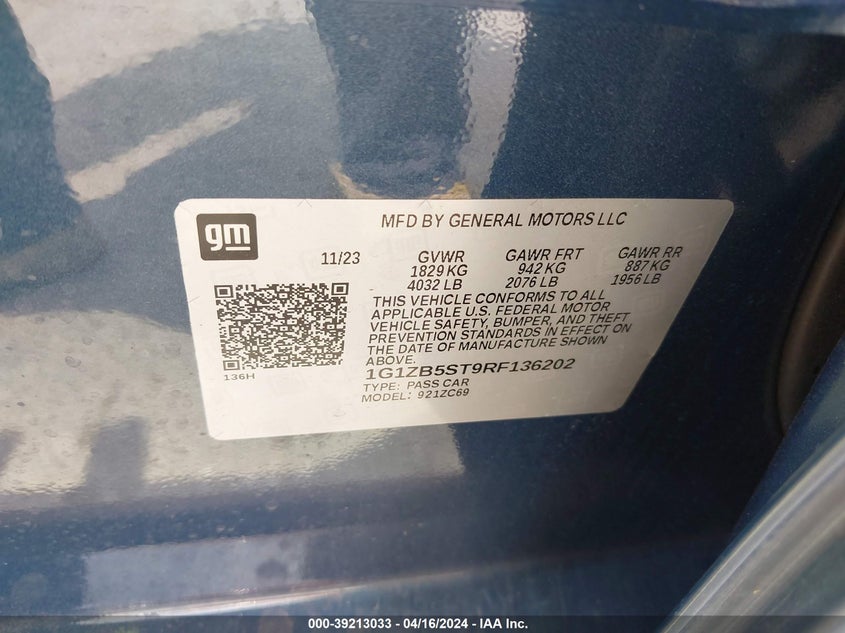 gm
MFD BY GENERAL MOTORS LLC
11/23 GVWR GAWR FRT GAWR RR
1829 KG 942 KG 887 KG
4032 LB 2076 LB 1956 LB
THIS VEHICLE CONFORMS TO ALL
APPLICABLE U.S. FEDERAL MOTOR
VEHICLE SAFETY, BUMPER, AND THEFT
PREVENTION STANDARDS IN EFFECT ON
THE DATE OF MANUFACTURE SHOWN
ABOVE.
136H
1G1ZB5ST9RF136202
TYPE: PASS CAR
MODEL: 921ZC69
000-39213033 - 04/16/2024 - IAA Inc.